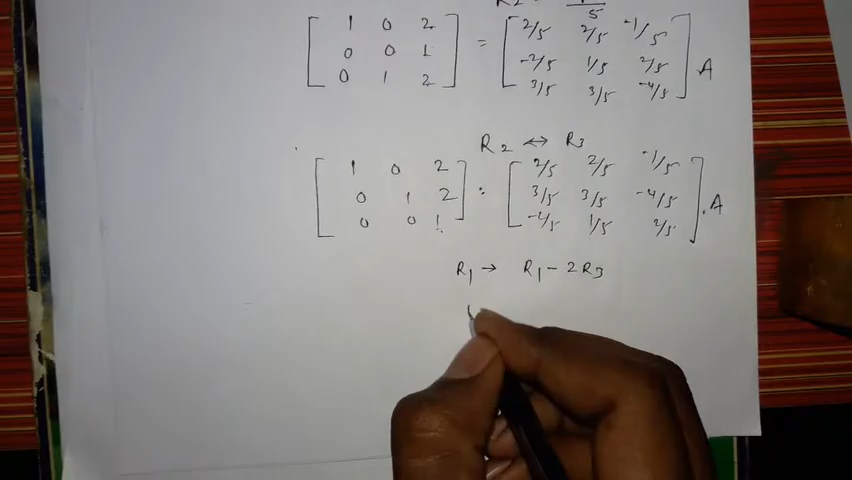 5
[ 1 0 2 ] = [ 2/5 2/5 -1/5 ]
[ 0 0 1 ] [ -2/5 1/5 2/5 ] A
[ 0 1 2 ] [ 3/5 3/5 -4/5 ]
R2 ↔ R3
[ 1 0 2 ] [ 2/5 2/5 -1/5 ]
[ 0 1 2 ] : [ 3/5 3/5 -4/5 ] . A
[ 0 0 1 ] [ -2/5 1/5 2/5 ]
R1 → R1 - 2R3